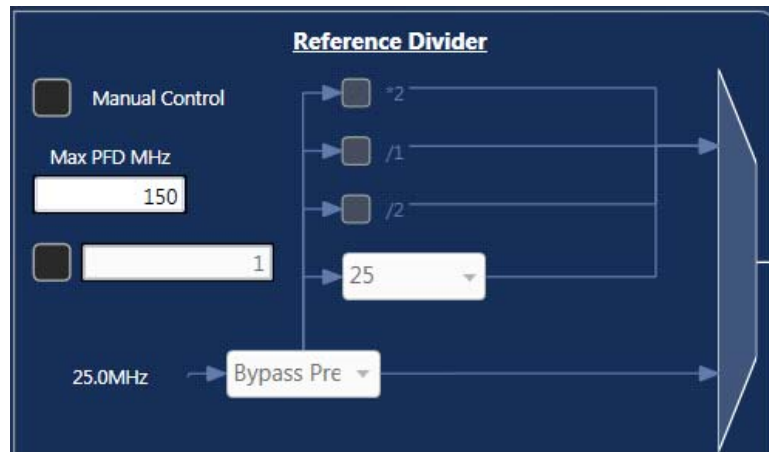 Reference Divider
Manual Control
*2
Max PFD MHz
/1
150
/2
1
25
25.0MHz
Bypass Pre